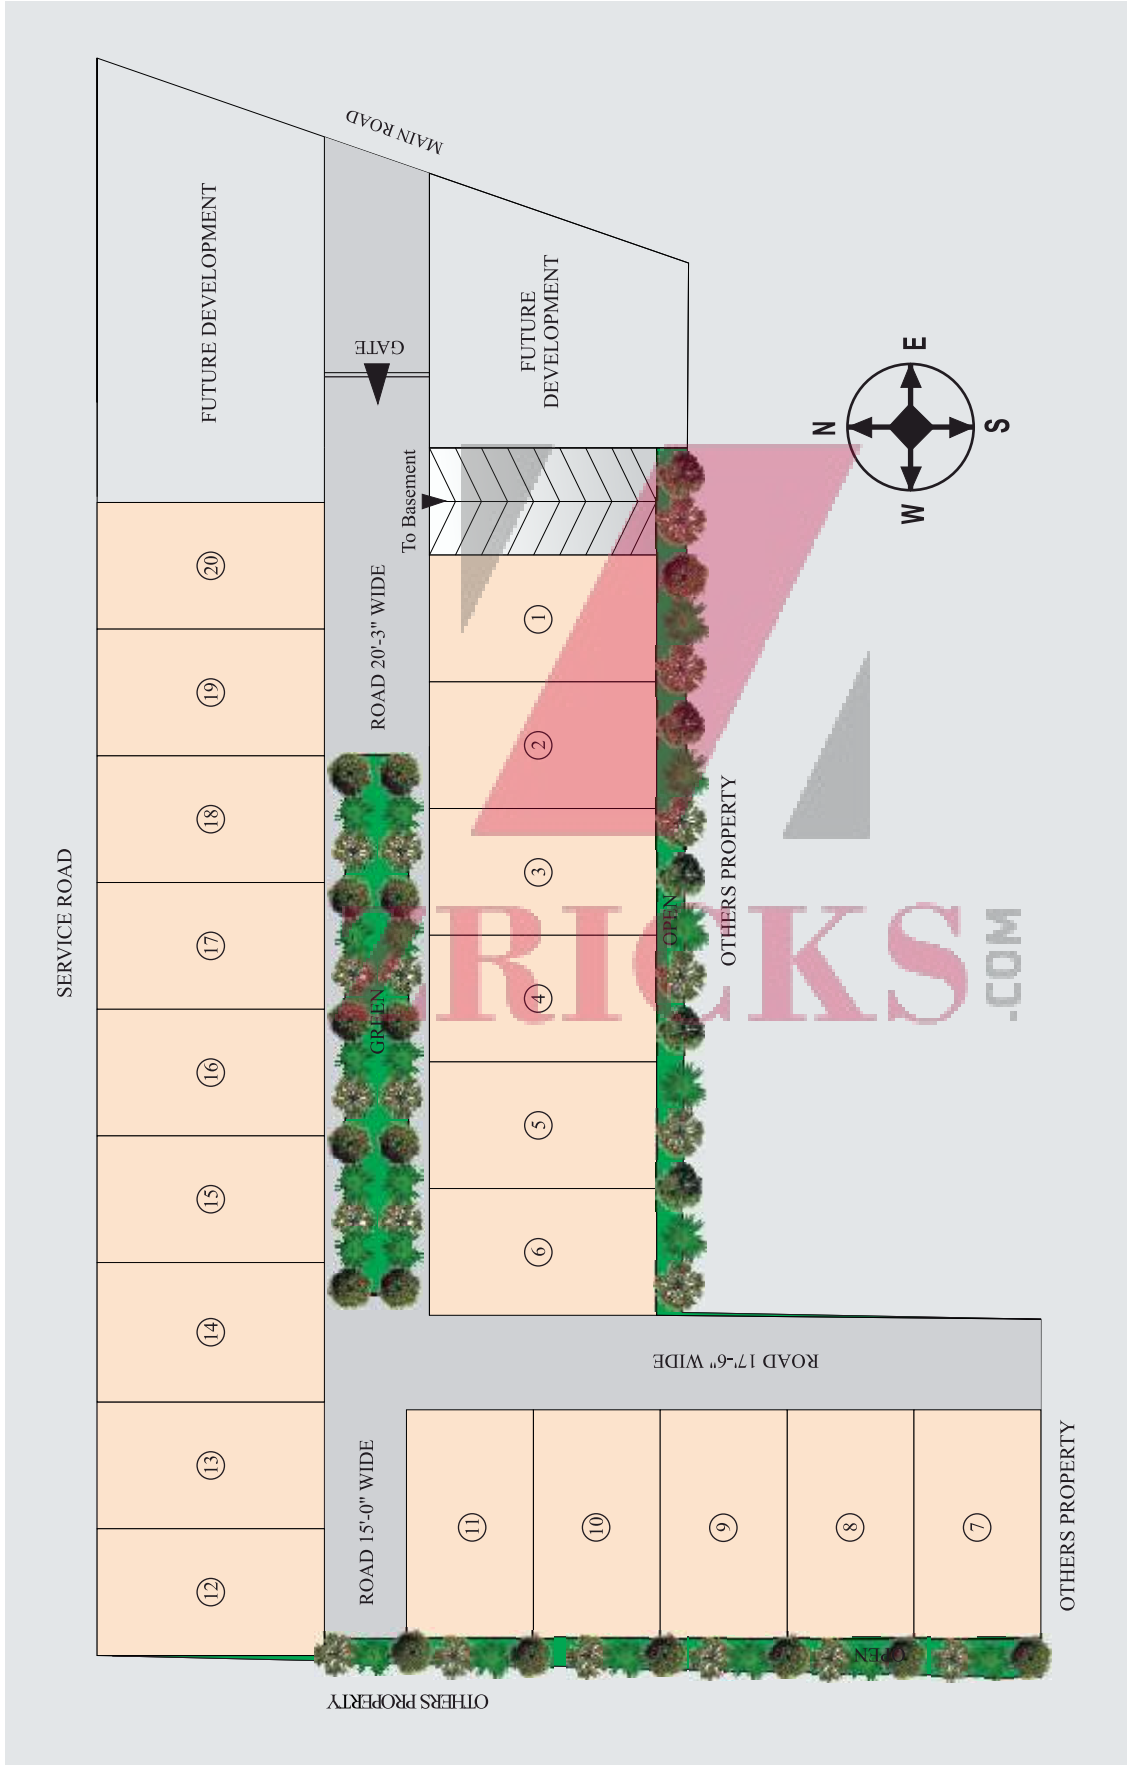 MAIN ROAD
FUTURE DEVELOPMENT
GATE
FUTURE
DEVELOPMENT
N
E
S
W
To Basement
ROAD 20'-3" WIDE
SERVICE ROAD
20
19
18
17
16
15
14
13
12
1
2
3
4
5
6
GREEN
OPEN
OTHERS PROPERTY
RICKS
.COM
ROAD 17'-6" WIDE
ROAD 15'-0" WIDE
11
10
9
8
7
OTHERS PROPERTY
OPEN
OTHERS PROPERTY